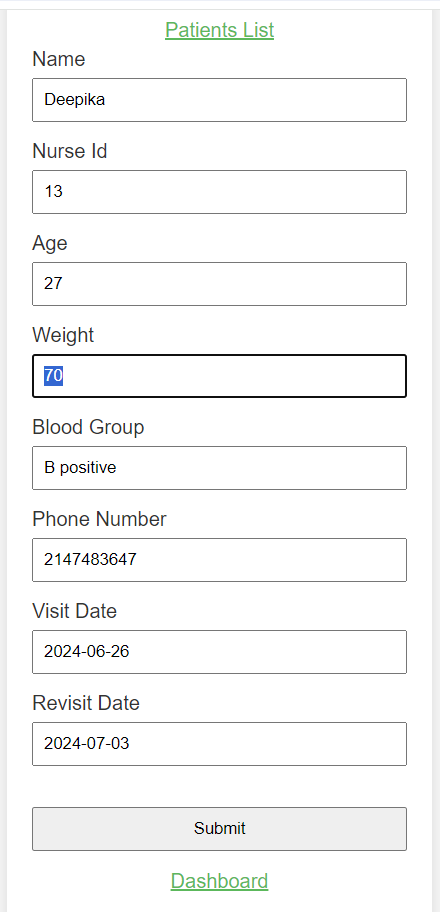 Patients List
Name
Deepika
Nurse Id
13
Age
27
Weight
70
Blood Group
B positive
Phone Number
2147483647
Visit Date
2024-06-26
Revisit Date
2024-07-03
Submit
Dashboard